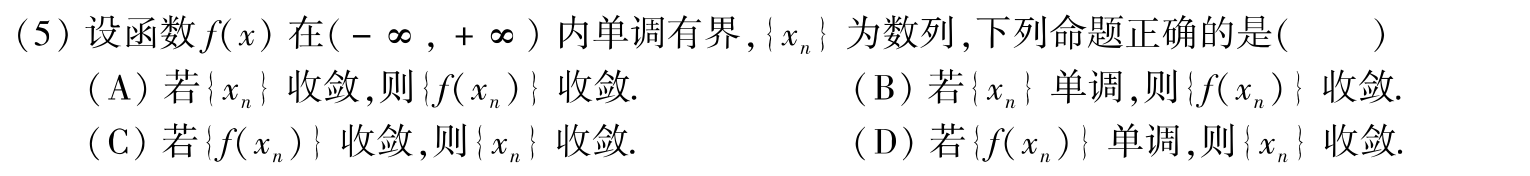 (5) 设函数 f(x) 在(-∞, +∞) 内单调有界,{xₙ} 为数列,下列命题正确的是(  )
(A) 若{xₙ} 收敛,则{f(xₙ)} 收敛. (B) 若{xₙ} 单调,则{f(xₙ)} 收敛.
(C) 若{f(xₙ)} 收敛,则{xₙ} 收敛. (D) 若{f(xₙ)} 单调,则{xₙ} 收敛.